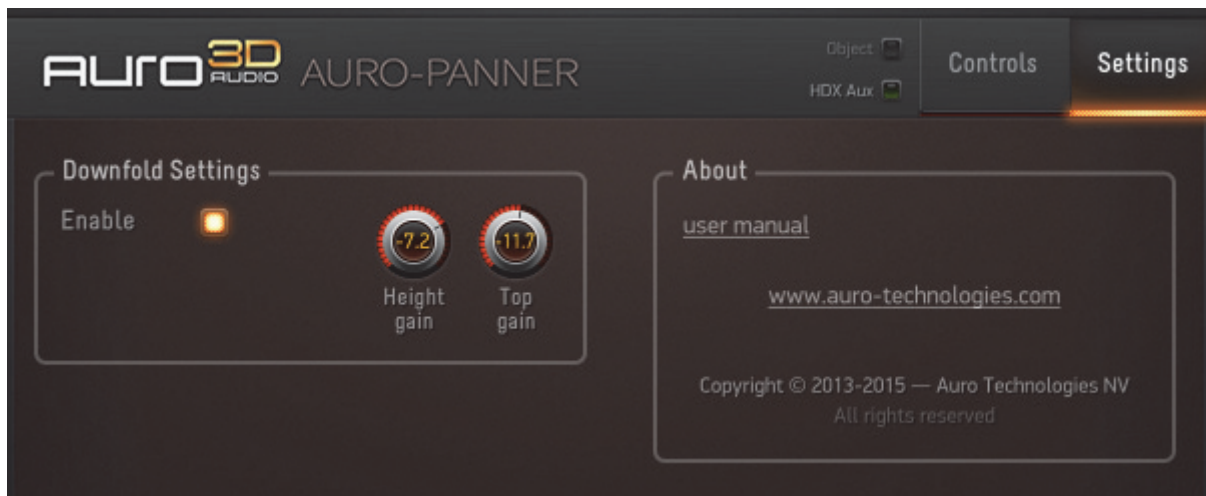 AURO 3D AUDIO AURO-PANNER
Object
HDX Aux
Controls
Settings
Downfold Settings
Enable
-7.2
-11.7
Height
gain
Top
gain
About
user manual
www.auro-technologies.com
Copyright © 2013-2015 — Auro Technologies NV
All rights reserved